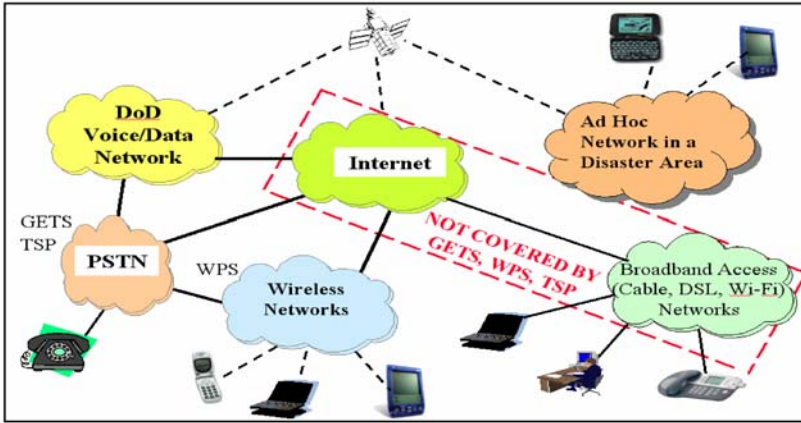 DoD
Voice/Data
Network
Internet
Ad Hoc
Network in a
Disaster Area
GETS
TSP
PSTN
WPS
Wireless
Networks
NOT COVERED BY
GETS, WPS, TSP
Broadband Access
(Cable, DSL, Wi-Fi)
Networks